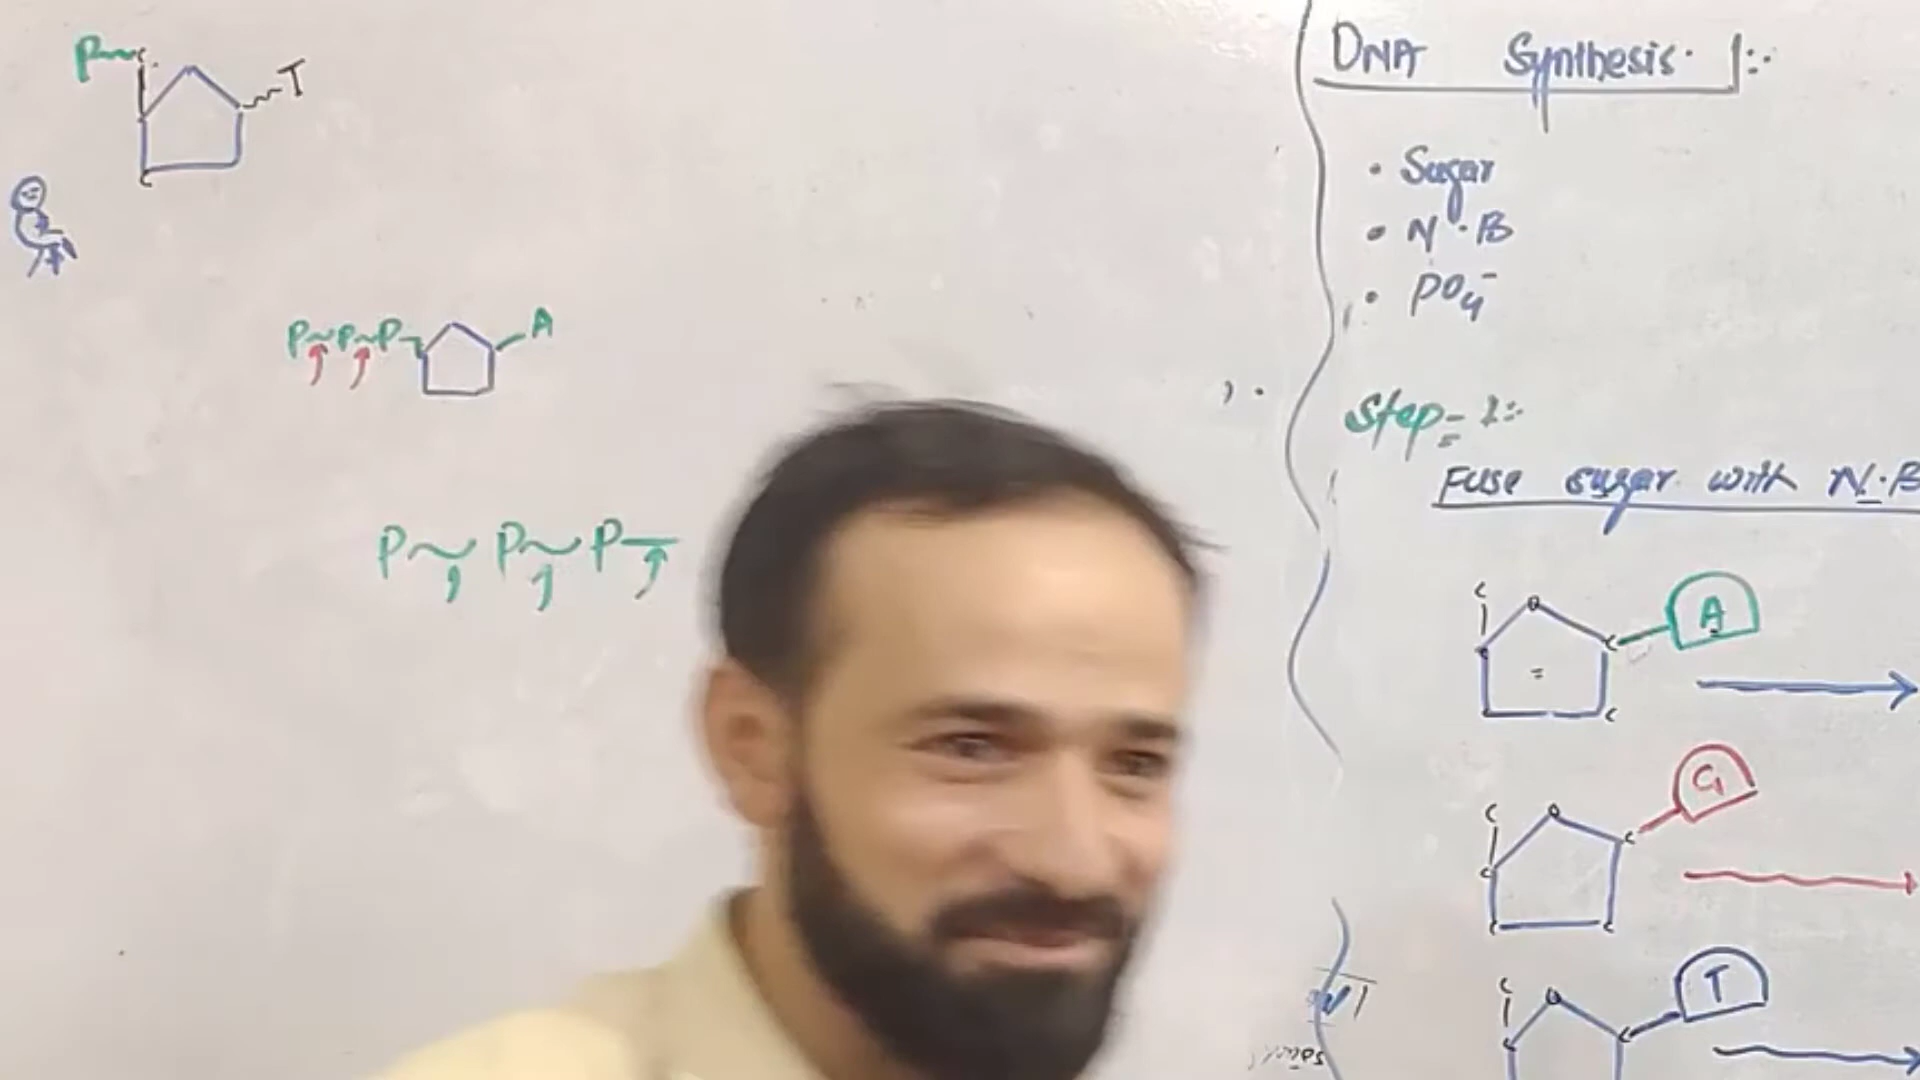 P~c
T
P~P~P-A
P~P~P-
DNA Synthesis
• Sugar
• N.B
• PO4-
Step-1:-
Fuse sugar with N.B
C
O
C
A
C
C
O
C
G
C
C
C
C
O
C
T
C